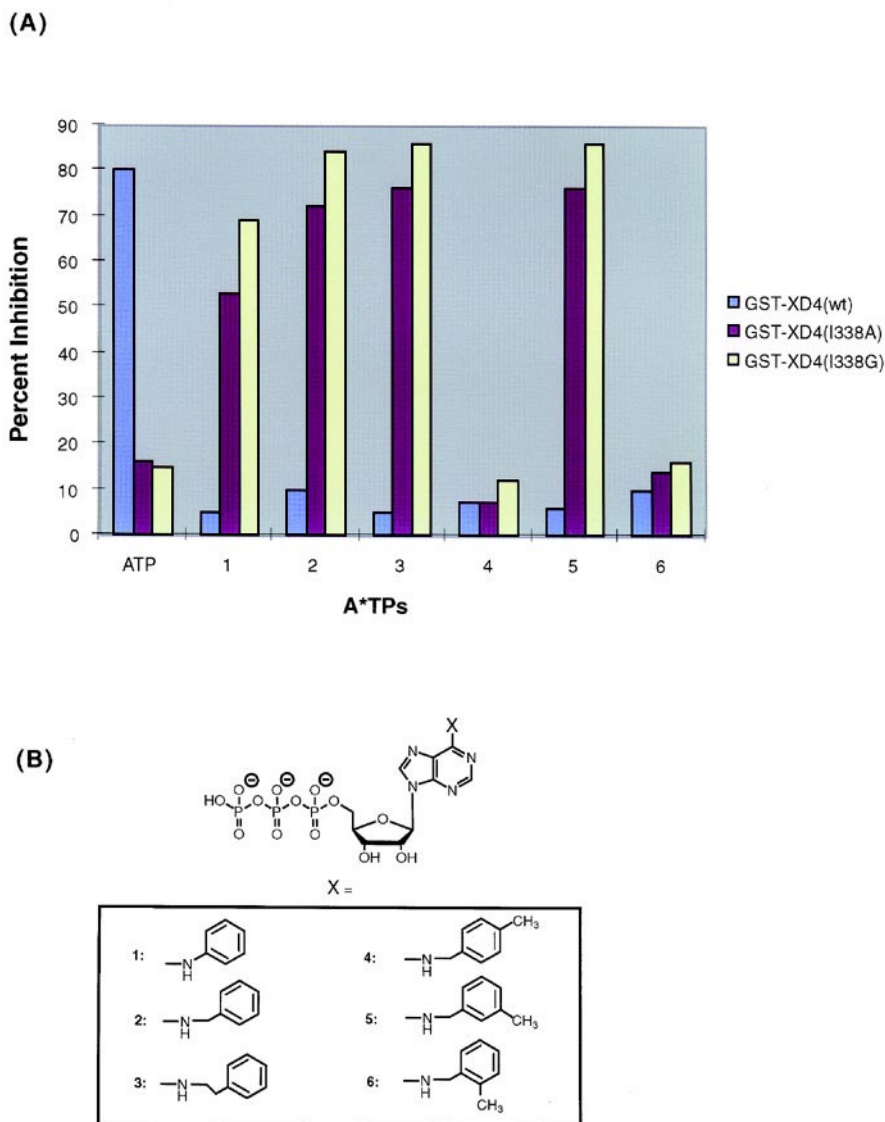 (A)
90
80
70
60
50
40
30
20
10
0
Percent Inhibition
ATP 1 2 3 4 5 6
A*TPs
GST-XD4(wt)
GST-XD4(I338A)
GST-XD4(I338G)
(B)
X
N N
N N
HO P O P O P O O
O⊖ O⊖ O⊖
O O O
OH OH
X =
1: N H
2: N H
3: N H
4: N H CH3
5: N H CH3
6: N H CH3